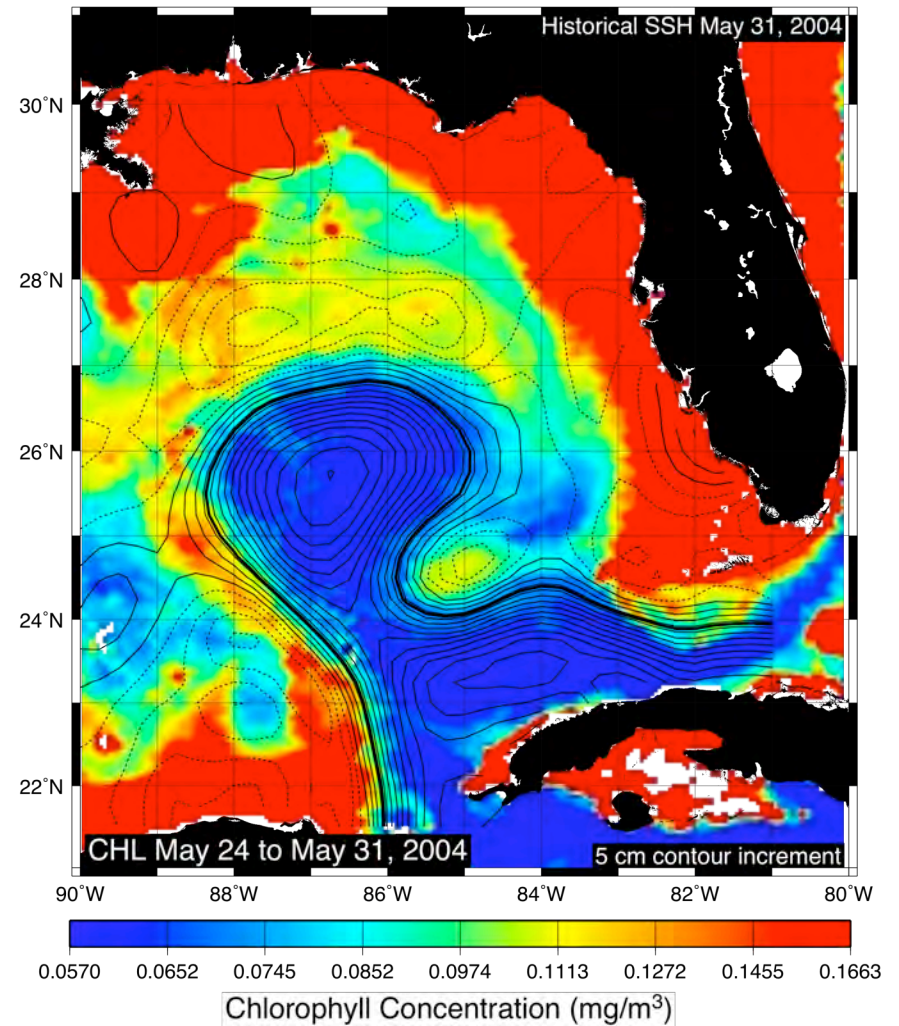 Historical SSH May 31, 2004
30°N
28°N
26°N
24°N
22°N
CHL May 24 to May 31, 2004
5 cm contour increment
90°W 88°W 86°W 84°W 82°W 80°W
0.0570 0.0652 0.0745 0.0852 0.0974 0.1113 0.1272 0.1455 0.1663
Chlorophyll Concentration (mg/m³)